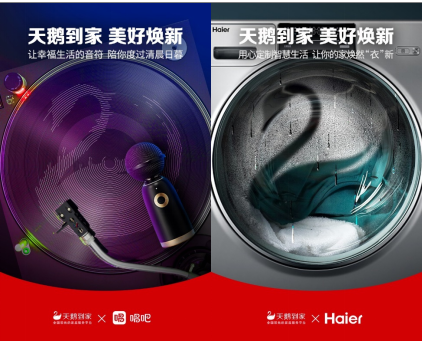 天鹅到家 美好焕新
让幸福生活的音符 陪你度过清晨日暮
天鹅到家
× 唱 唱吧
Haier
天鹅到家 美好焕新
用心定制智慧生活 让你的家焕然“衣”新
天鹅到家
× Haier